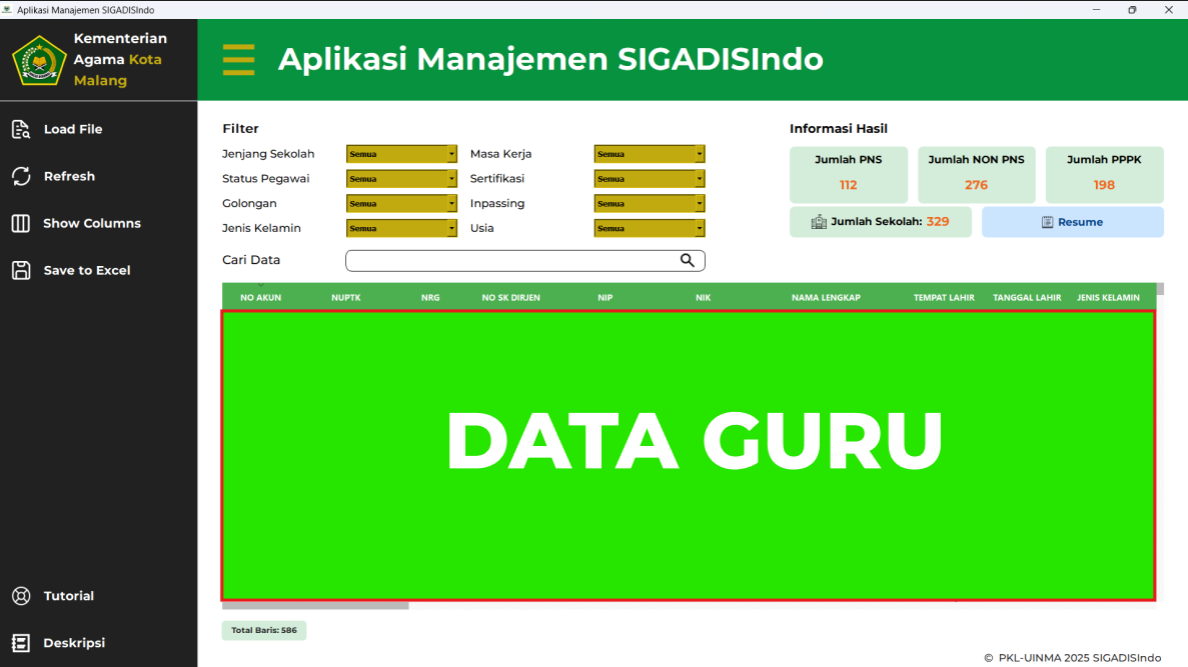 Aplikasi Manajemen SIGADISIndo
Kementerian
Agama Kota
Malang
Aplikasi Manajemen SIGADISIndo
Load File
Refresh
Show Columns
Save to Excel
Tutorial
Deskripsi
Filter
Jenjang Sekolah Semua Masa Kerja Semua
Status Pegawai Semua Sertifikasi Semua
Golongan Semua Inpassing Semua
Jenis Kelamin Semua Usia Semua
Cari Data
Informasi Hasil
Jumlah PNS Jumlah NON PNS Jumlah PPPK
112 276 198
Jumlah Sekolah: 329 Resume
NO AKUN NUPTK NRG NO SK DIRJEN NIP NIK NAMA LENGKAP TEMPAT LAHIR TANGGAL LAHIR JENIS KELAMIN
DATA GURU
Total Baris: 586
© PKL-UINMA 2025 SIGADISIndo